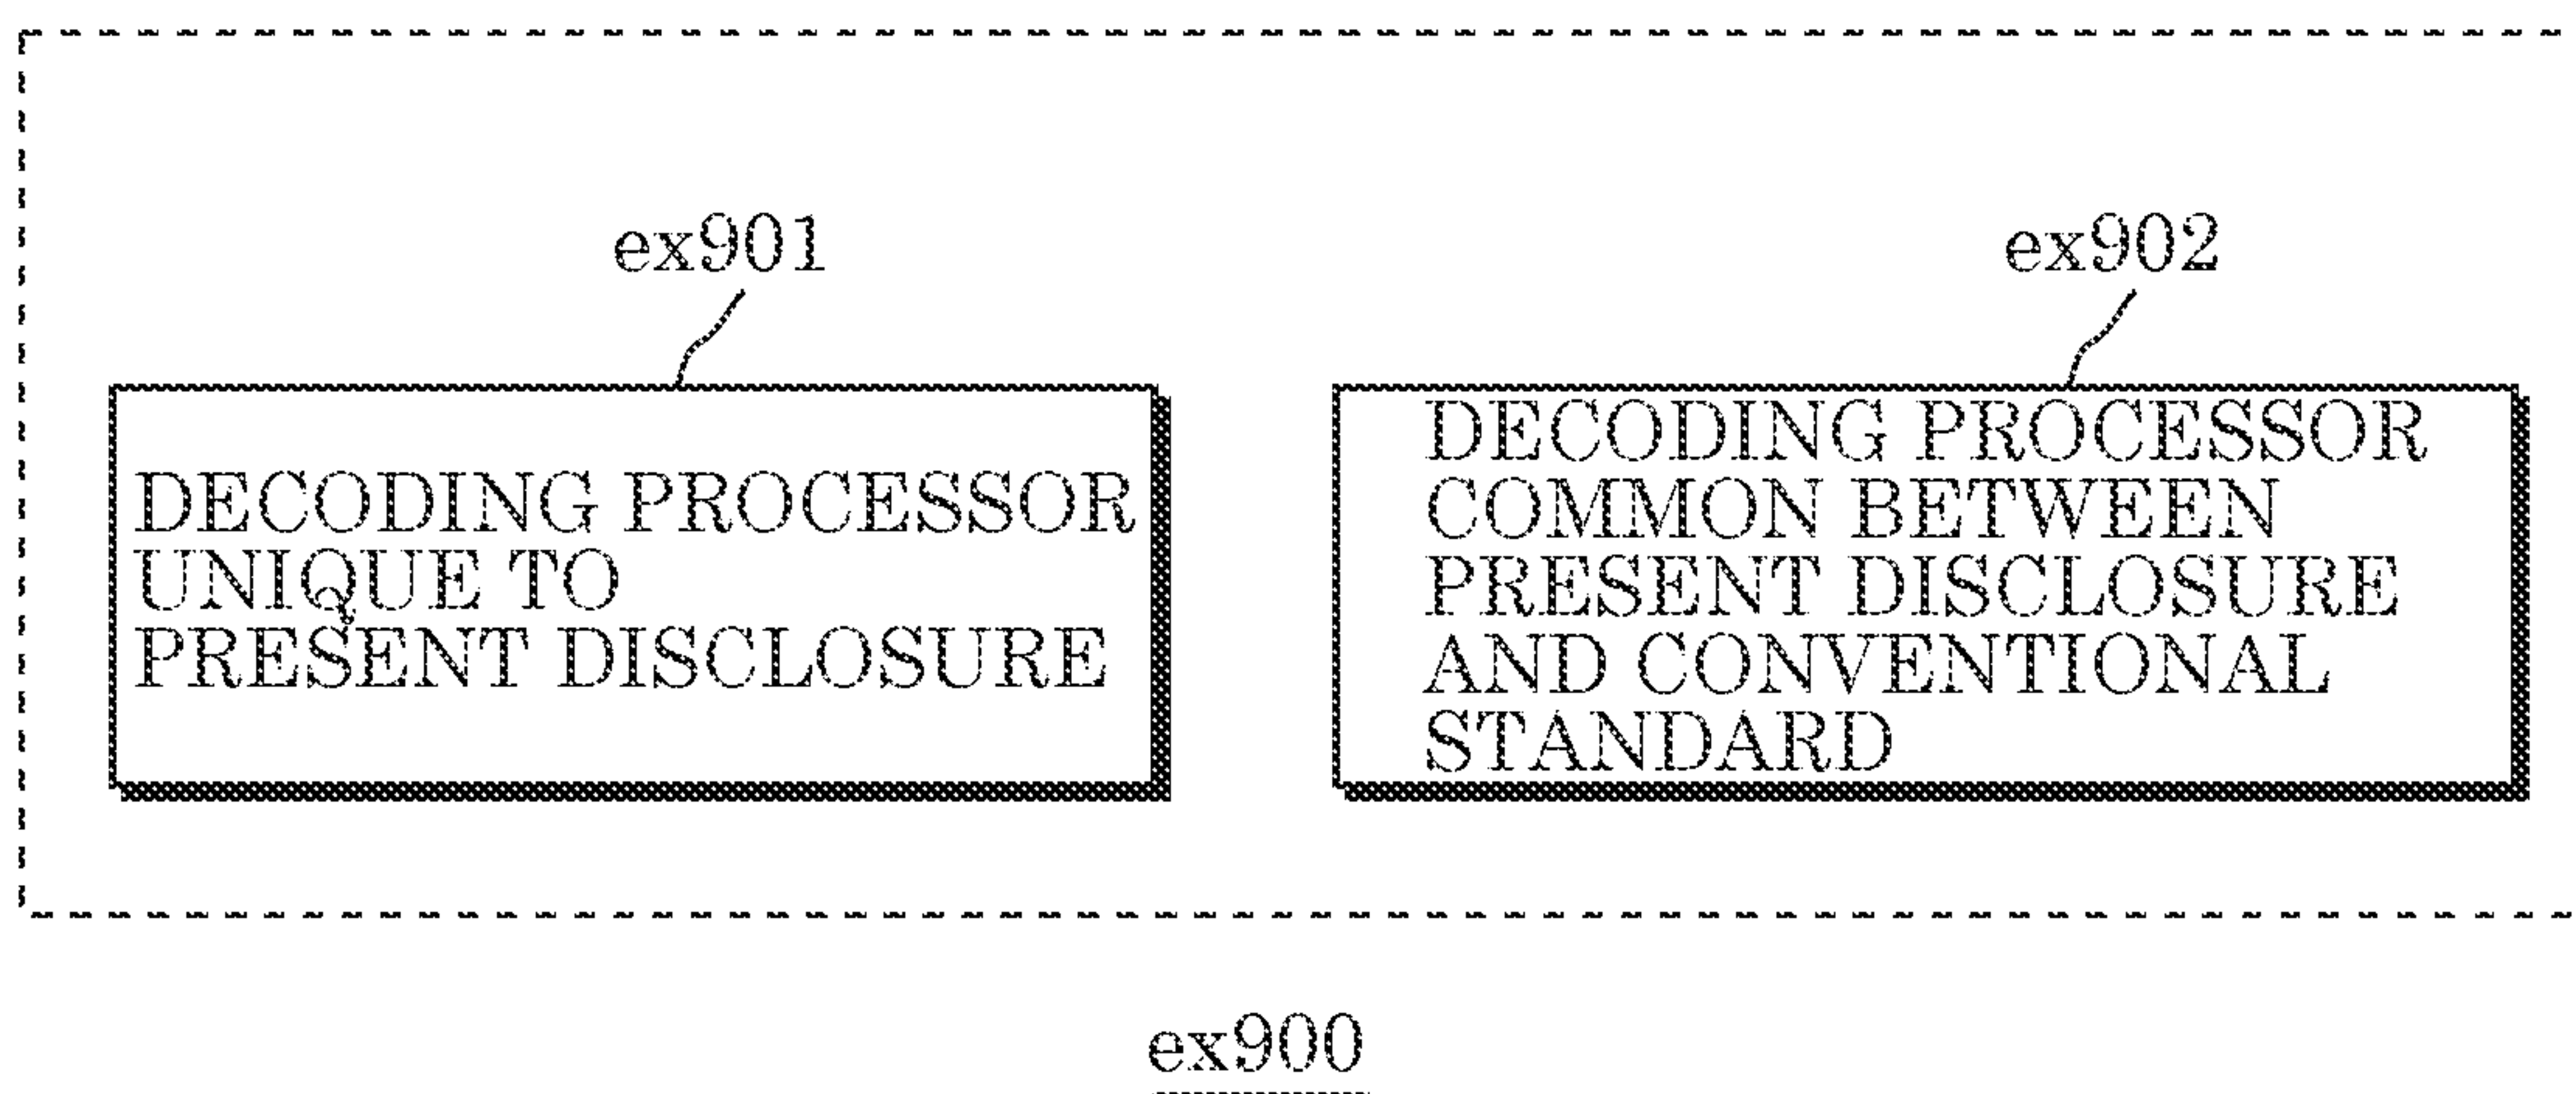 ex901
ex902
DECODING PROCESSOR
UNIQUE TO
PRESENT DISCLOSURE
DECODING PROCESSOR
COMMON BETWEEN
PRESENT DISCLOSURE
AND CONVENTIONAL
STANDARD
ex900